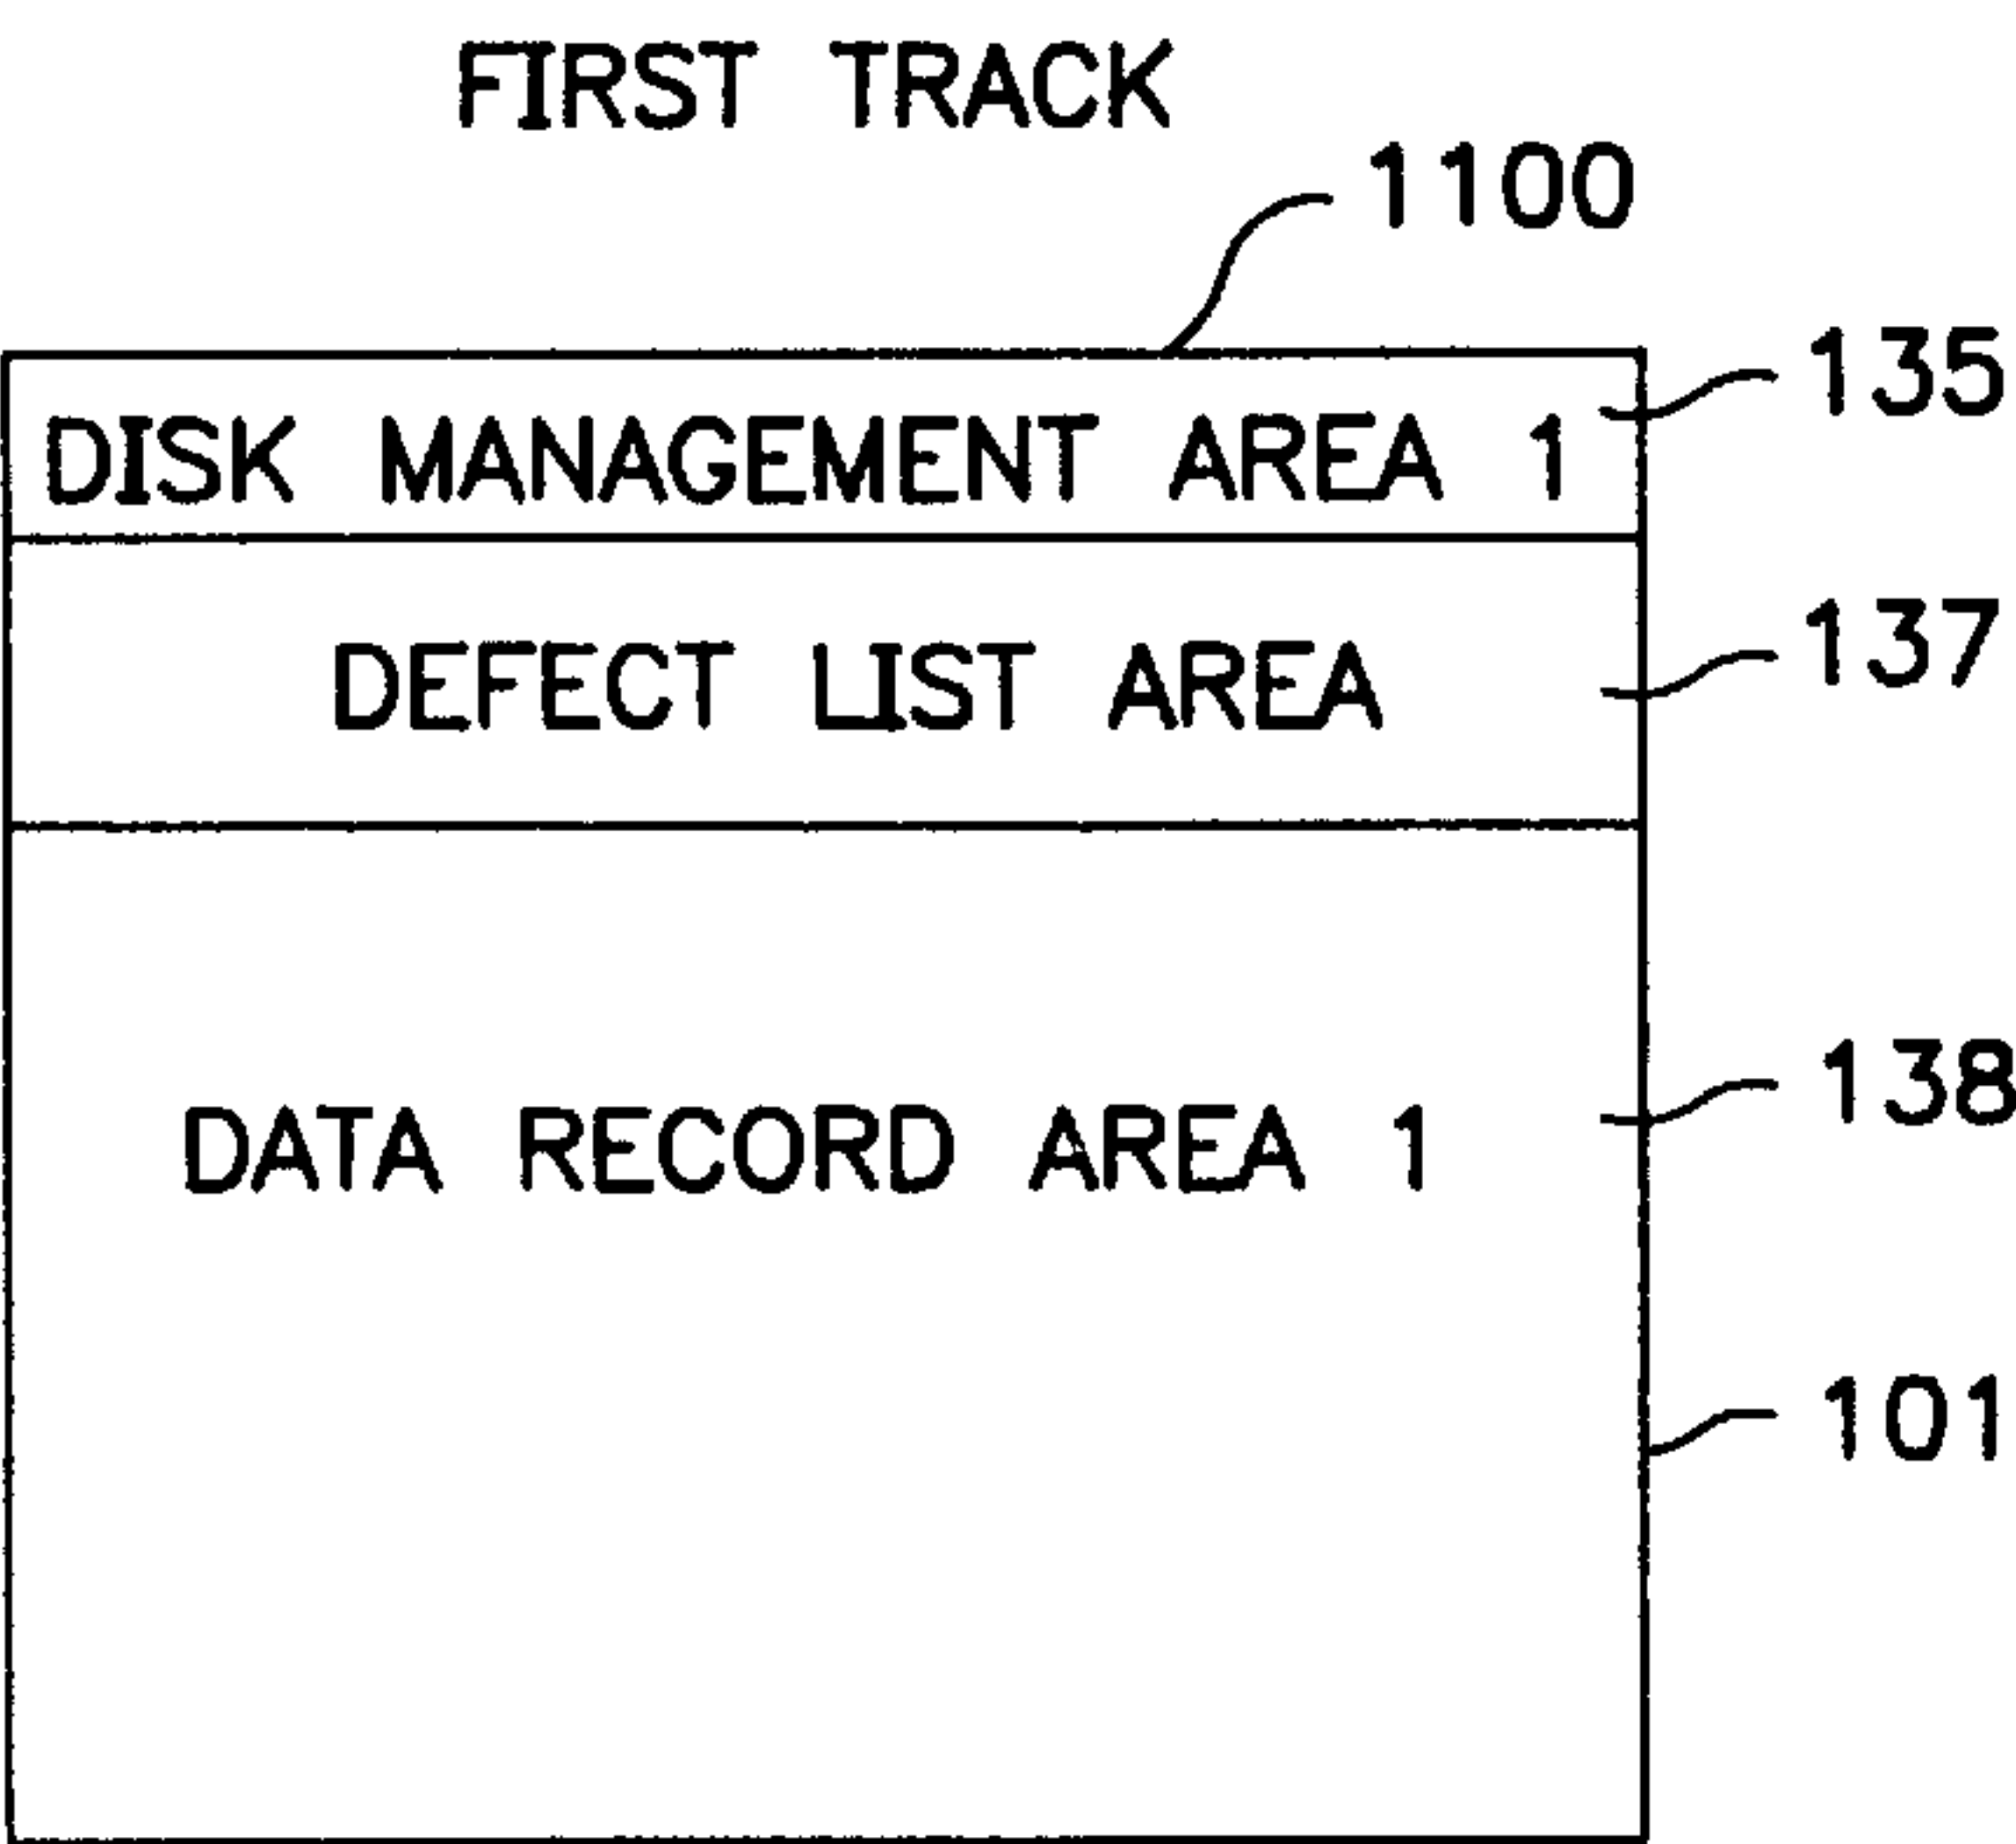 FIRST TRACK
1100
135
DISK MANAGEMENT AREA 1
137
DEFECT LIST AREA
138
DATA RECORD AREA 1
101